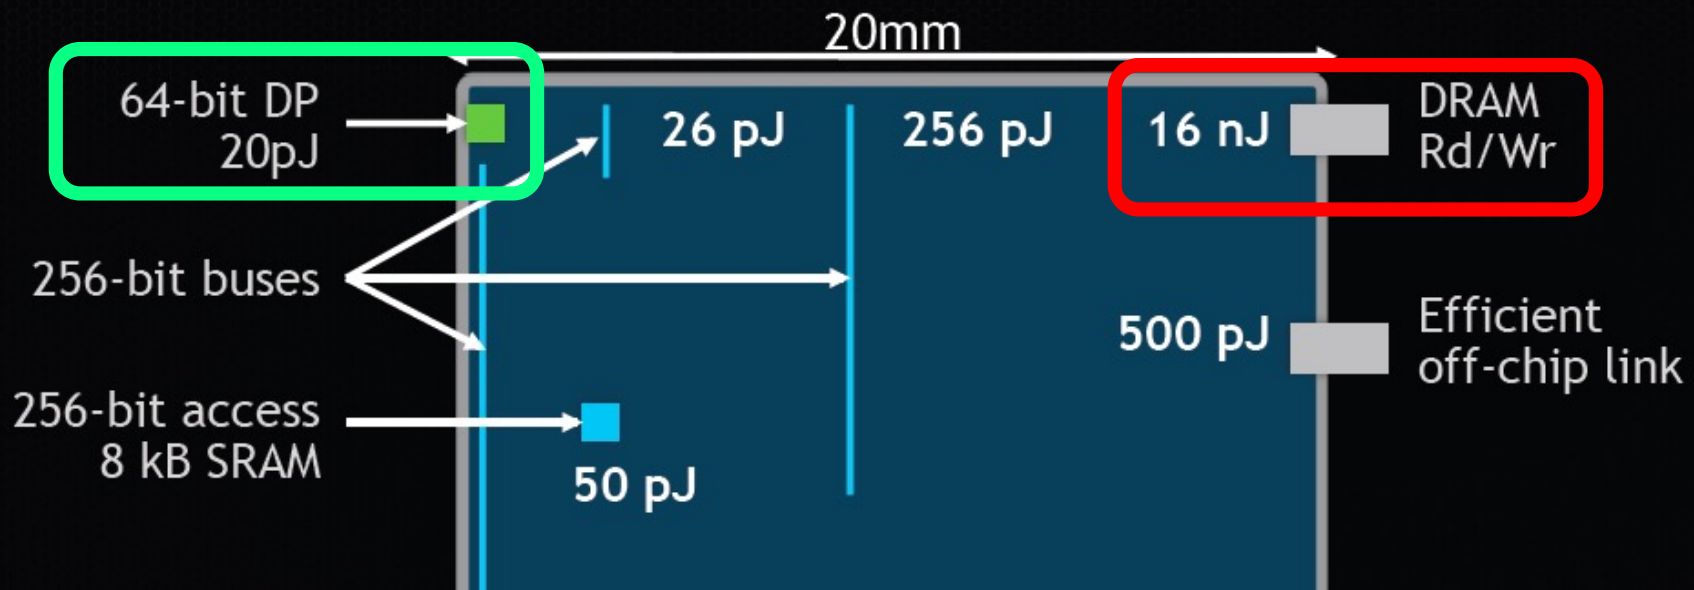 20mm
64-bit DP
20pJ
26 pJ
256 pJ
16 nJ
DRAM
Rd/Wr
256-bit buses
500 pJ
Efficient
off-chip link
256-bit access
8 kB SRAM
50 pJ